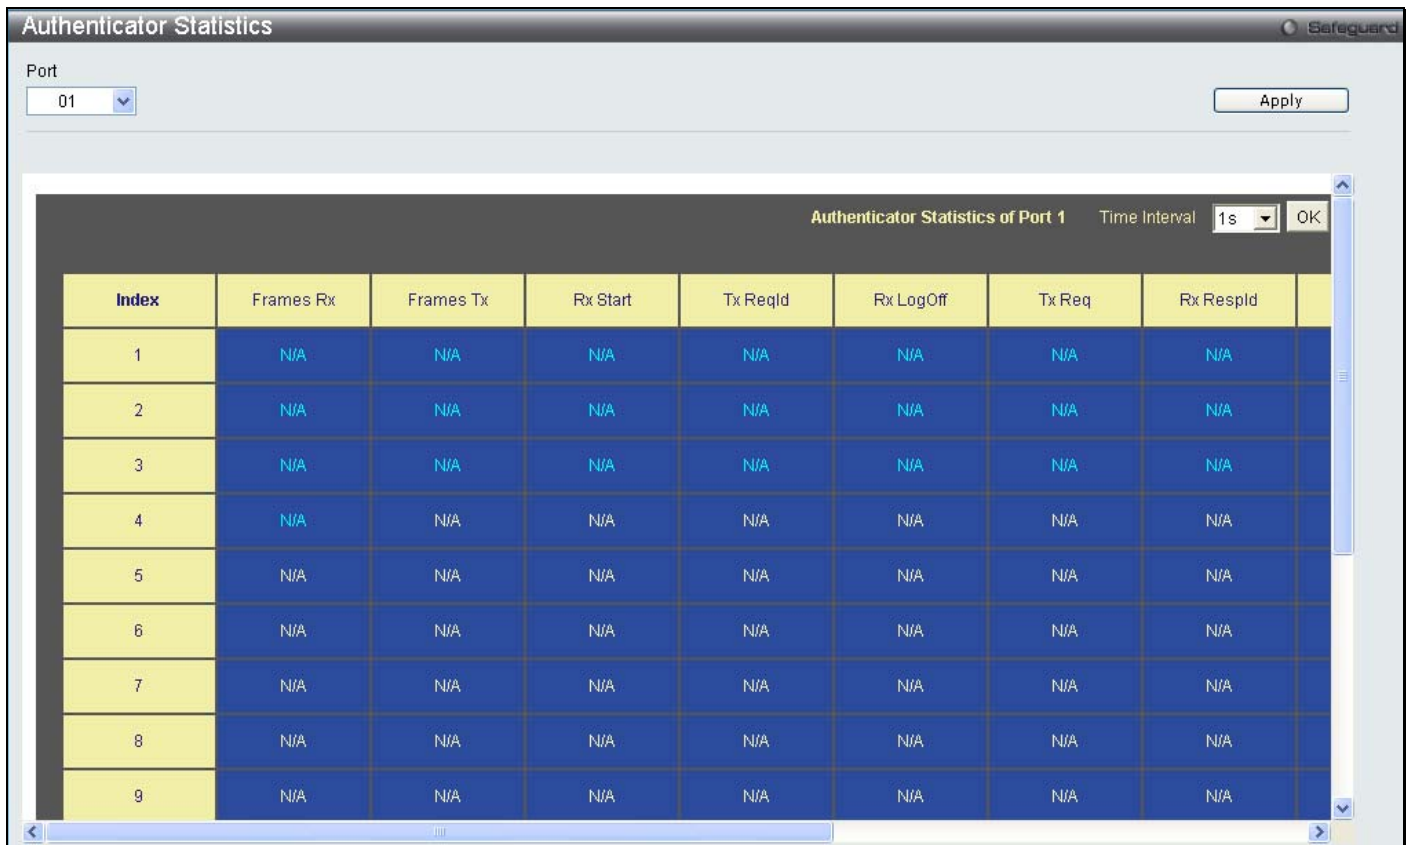 Authenticator Statistics
Safeguard
Port
01
Apply
Authenticator Statistics of Port 1 Time Interval 1s OK
Index Frames Rx Frames Tx Rx Start Tx ReqId Rx LogOff Tx Req Rx RespId
1 N/A N/A N/A N/A N/A N/A N/A
2 N/A N/A N/A N/A N/A N/A N/A
3 N/A N/A N/A N/A N/A N/A N/A
4 N/A N/A N/A N/A N/A N/A N/A
5 N/A N/A N/A N/A N/A N/A N/A
6 N/A N/A N/A N/A N/A N/A N/A
7 N/A N/A N/A N/A N/A N/A N/A
8 N/A N/A N/A N/A N/A N/A N/A
9 N/A N/A N/A N/A N/A N/A N/A